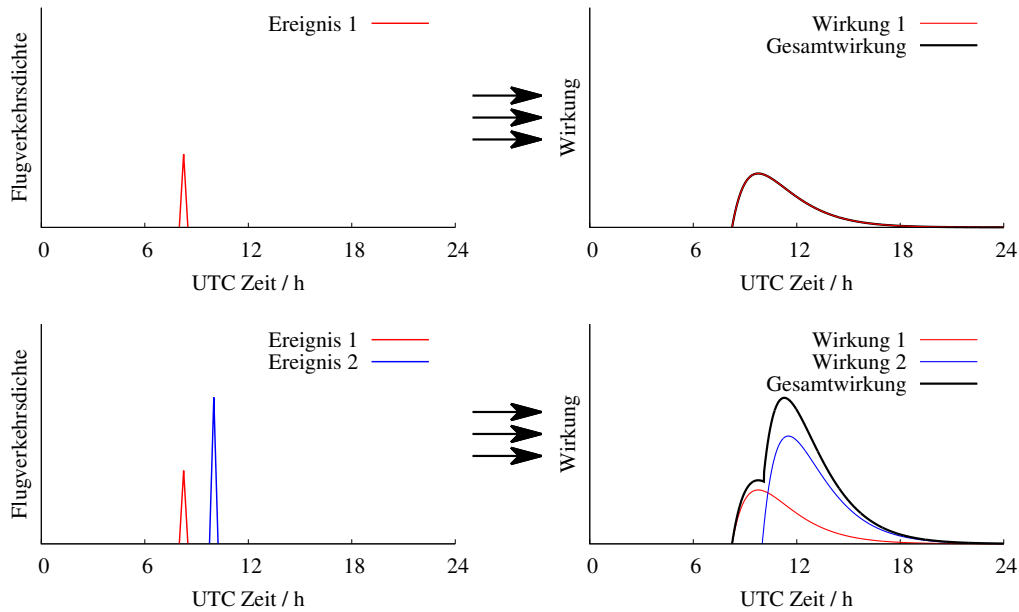 Flugverkehrsdichte
Ereignis 1
0 6 12 18 24
UTC Zeit / h
Wirkung
Wirkung 1
Gesamtwirkung
0 6 12 18 24
UTC Zeit / h
Flugverkehrsdichte
Ereignis 1
Ereignis 2
0 6 12 18 24
UTC Zeit / h
Wirkung
Wirkung 1
Wirkung 2
Gesamtwirkung
0 6 12 18 24
UTC Zeit / h